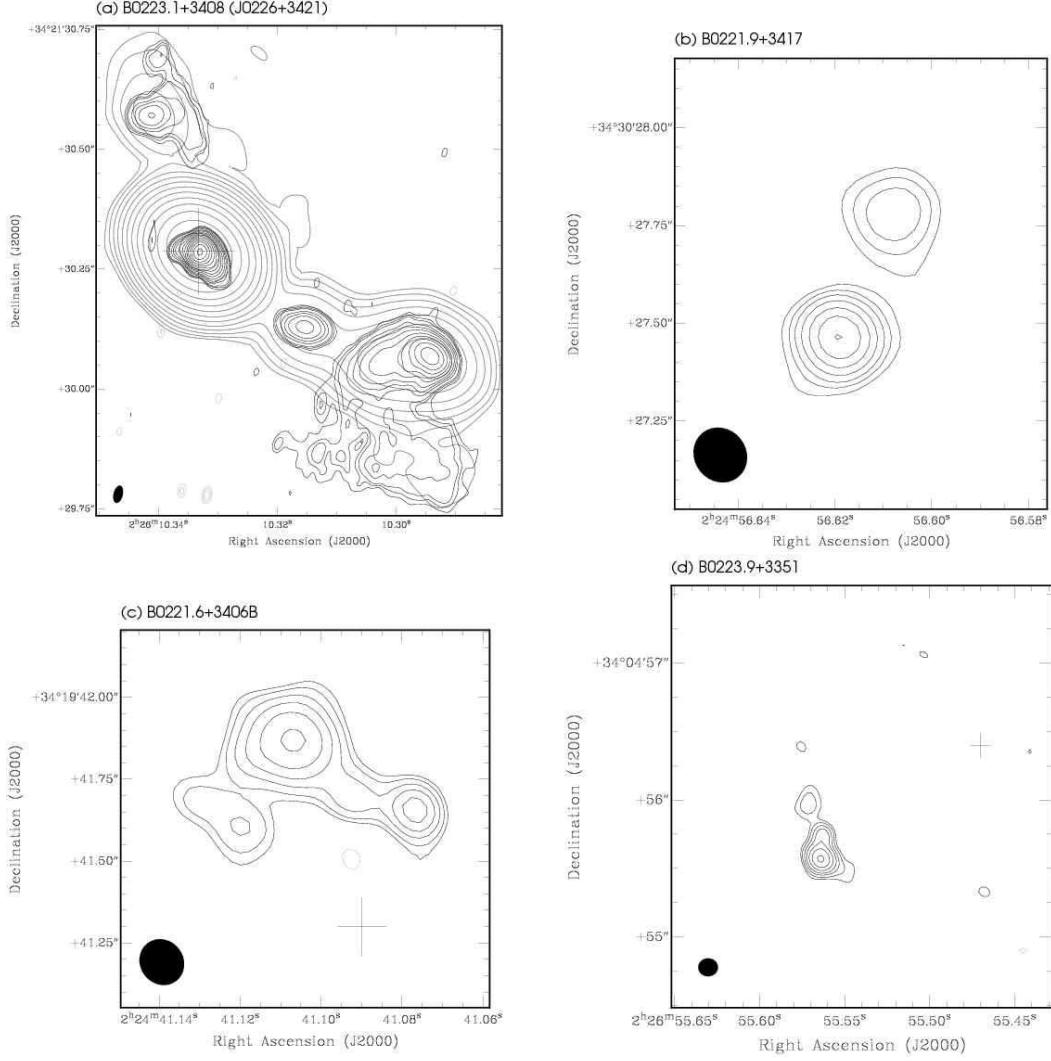 (a) B0223.1+3408 (J0226+3421)
+34°21'30.75"
+30.50"
+30.25"
+30.00"
+29.75"
Declination (J2000)
2ʰ26ᵐ10.34ˢ
10.32ˢ
10.30ˢ
Right Ascension (J2000)
(b) B0221.9+3417
+34°30'28.00"
+27.75"
+27.50"
+27.25"
Declination (J2000)
2ʰ24ᵐ56.64ˢ
56.62ˢ
56.60ˢ
56.58ˢ
Right Ascension (J2000)
(c) B0221.6+3406B
+34°19'42.00"
+41.75"
+41.50"
+41.25"
Declination (J2000)
2ʰ24ᵐ41.14ˢ
41.12ˢ
41.10ˢ
41.08ˢ
41.06ˢ
Right Ascension (J2000)
(d) B0223.9+3351
+34°04'57"
+56"
+55"
Declination (J2000)
2ʰ26ᵐ55.65ˢ
55.60ˢ
55.55ˢ
55.50ˢ
55.45ˢ
Right Ascension (J2000)